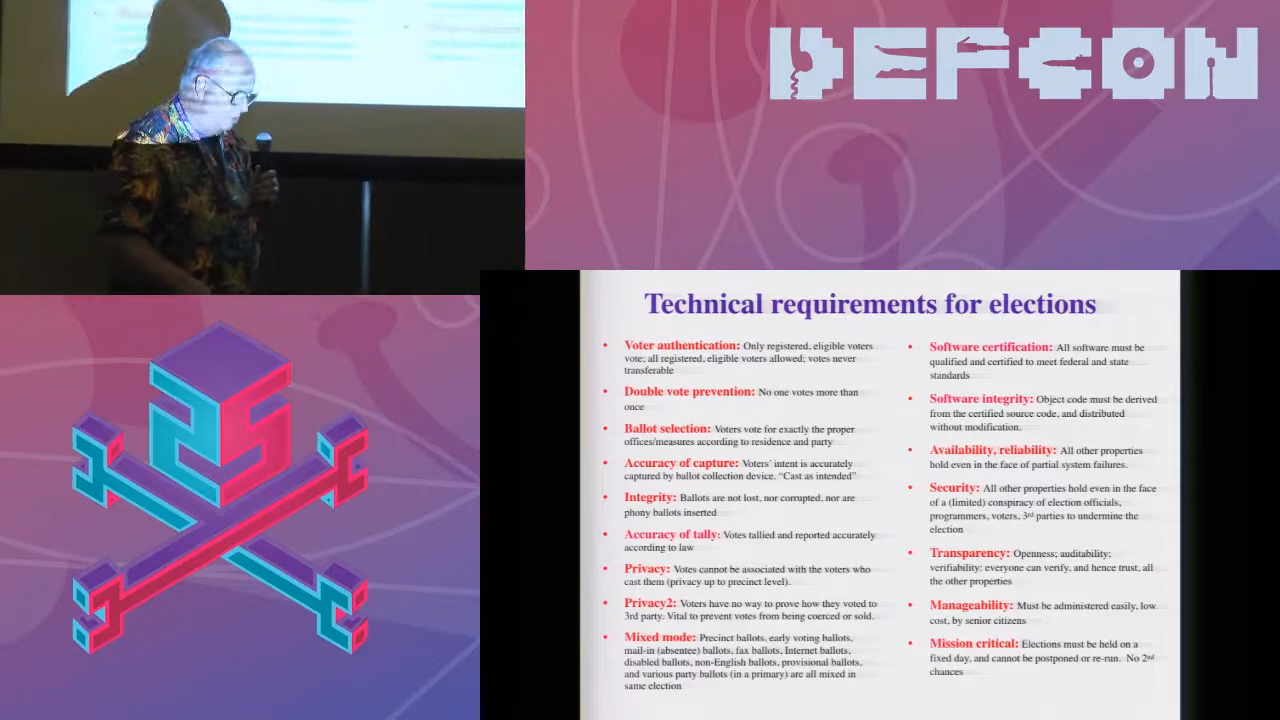 DEFCON
Technical requirements for elections
• Voter authentication: Only registered, eligible voters
vote; all registered, eligible voters allowed; votes never
transferable
• Double vote prevention: No one votes more than
once
• Ballot selection: Voters vote for exactly the proper
offices/measures according to residence and party
• Accuracy of capture: Voters' intent is accurately
captured by ballot collection device. “Cast as intended”
• Integrity: Ballots are not lost, nor corrupted, nor are
phony ballots inserted
• Accuracy of tally: Votes tallied and reported accurately
according to law
• Privacy: Votes cannot be associated with the voters who
cast them (privacy up to precinct level).
• Privacy2: Voters have no way to prove how they voted to
3rd party. Vital to prevent votes from being coerced or sold.
• Mixed mode: Precinct ballots, early voting ballots,
mail-in (absentee) ballots, fax ballots, Internet ballots,
disabled ballots, non-English ballots, provisional ballots,
and various party ballots (in a primary) are all mixed in
same election
• Software certification: All software must be
qualified and certified to meet federal and state
standards
• Software integrity: Object code must be derived
from the certified source code, and distributed
without modification.
• Availability, reliability: All other properties
hold even in the face of partial system failures.
• Security: All other properties hold even in the face
of a (limited) conspiracy of election officials,
programmers, voters, 3rd parties to undermine the
election
• Transparency: Openness; auditability;
verifiability; everyone can verify, and hence trust, all
the other properties
• Manageability: Must be administered easily, low
cost, by senior citizens
• Mission critical: Elections must be held on a
fixed day, and cannot be postponed or re-run. No 2nd
chances